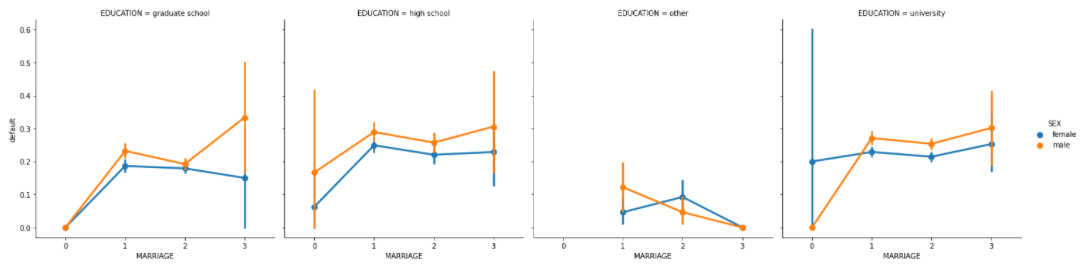 EDUCATION = graduate school
EDUCATION = high school
EDUCATION = other
EDUCATION = university
0.6
0.5
0.4
0.3
0.2
0.1
0.0
default
SEX
female
male
0 1 2 3
0 1 2 3
0 1 2 3
0 1 2 3
MARRIAGE
MARRIAGE
MARRIAGE
MARRIAGE